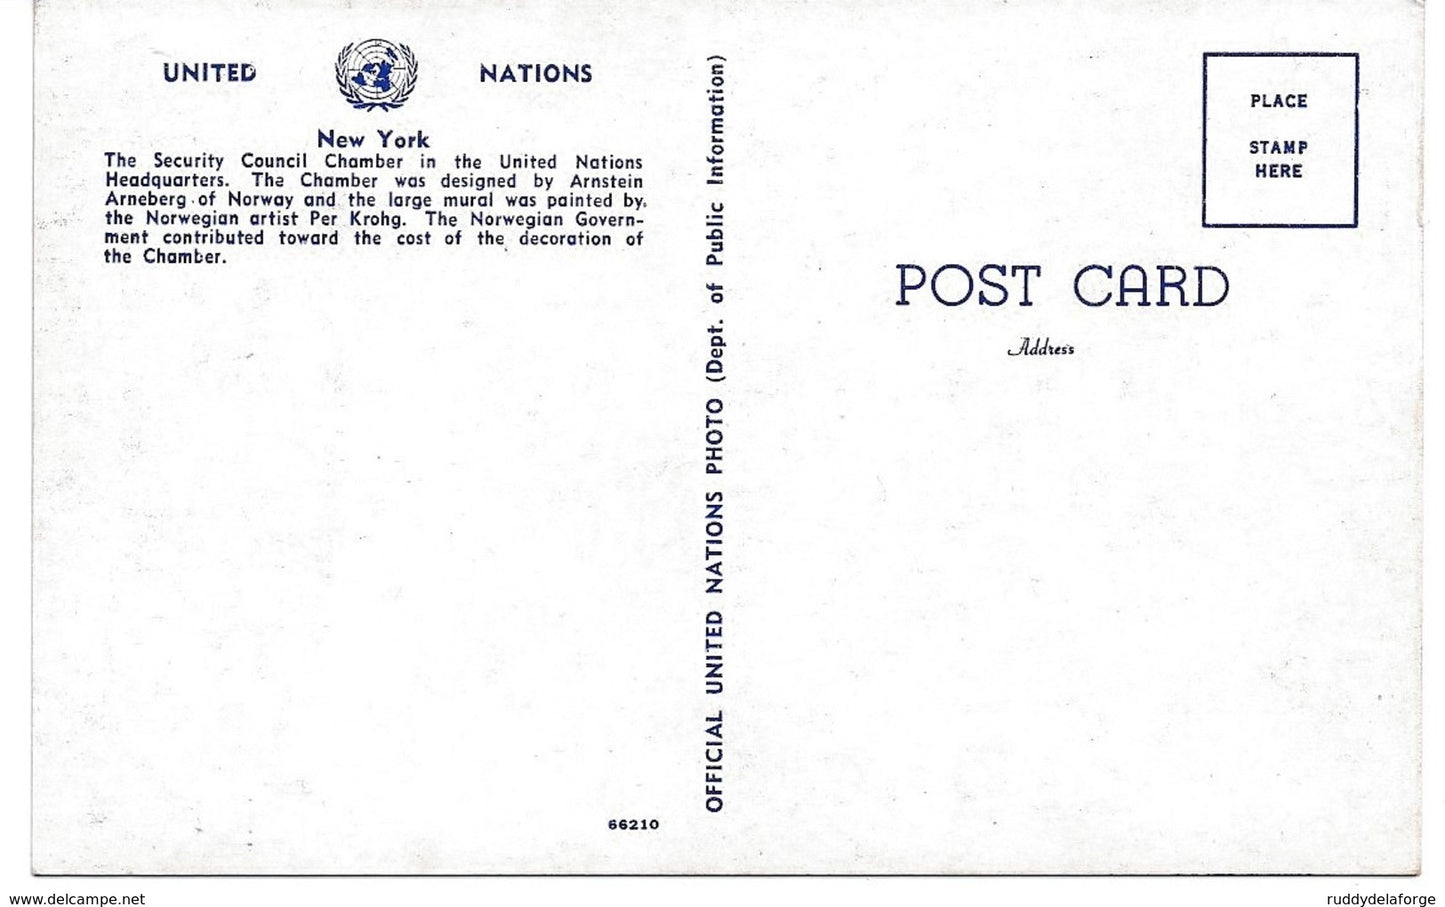 UNITED NATIONS
New York
The Security Council Chamber in the United Nations
Headquarters. The Chamber was designed by Arnstein
Arneberg of Norway and the large mural was painted by
the Norwegian artist Per Krohg. The Norwegian Govern-
ment contributed toward the cost of the decoration of
the Chamber.
66210
OFFICIAL UNITED NATIONS PHOTO (Dept. of Public Information)
PLACE
STAMP
HERE
POST CARD
Address
www.delcampe.net
ruddydelaforge